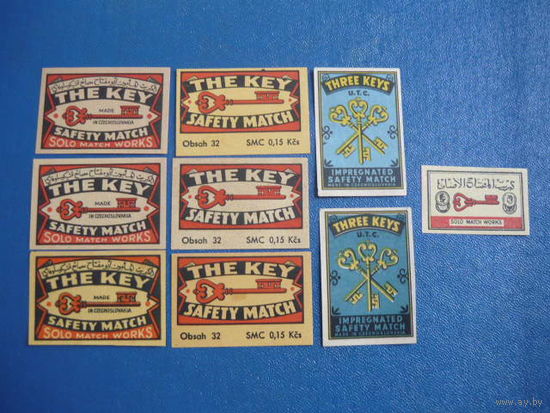 THE KEY
MADE
IN CZECHOSLOVAKIA
SAFETY MATCH
SOLO MATCH WORKS
THE KEY
SAFETY MATCH
Obsah 32 SMC 0,15 Kčs
THREE KEYS
U.T.C.
IMPREGNATED
SAFETY MATCH
MADE IN CZECHOSLOVAKIA
THE KEY
MADE
IN CZECHOSLOVAKIA
SAFETY MATCH
SOLO MATCH WORKS
THE KEY
SAFETY MATCH
Obsah 32 SMC 0,15 Kčs
SOLO MATCH WORKS
THE KEY
MADE
IN CZECHOSLOVAKIA
SAFETY MATCH
SOLO MATCH WORKS
THE KEY
SAFETY MATCH
Obsah 32 SMC 0,15 Kčs
THREE KEYS
U.T.C.
IMPREGNATED
SAFETY MATCH
MADE IN CZECHOSLOVAKIA
www.ay.by